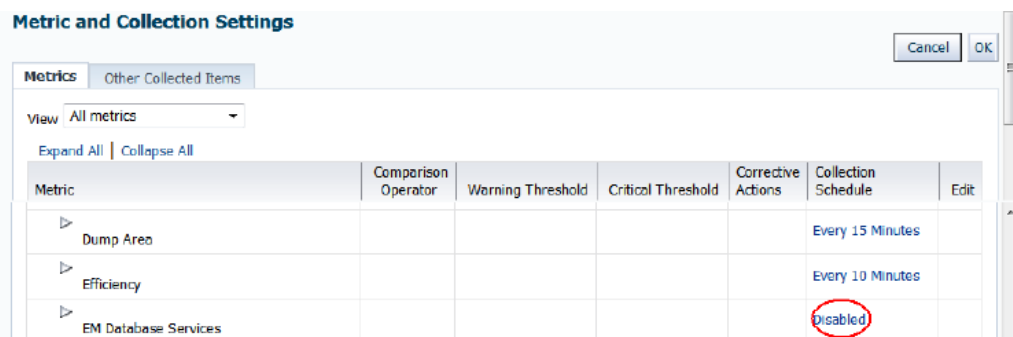 Metric and Collection Settings
Cancel OK
Metrics Other Collected Items
View All metrics
Expand All | Collapse All
Metric Comparison Operator Warning Threshold Critical Threshold Corrective Actions Collection Schedule Edit
Dump Area Every 15 Minutes
Efficiency Every 10 Minutes
EM Database Services Disabled